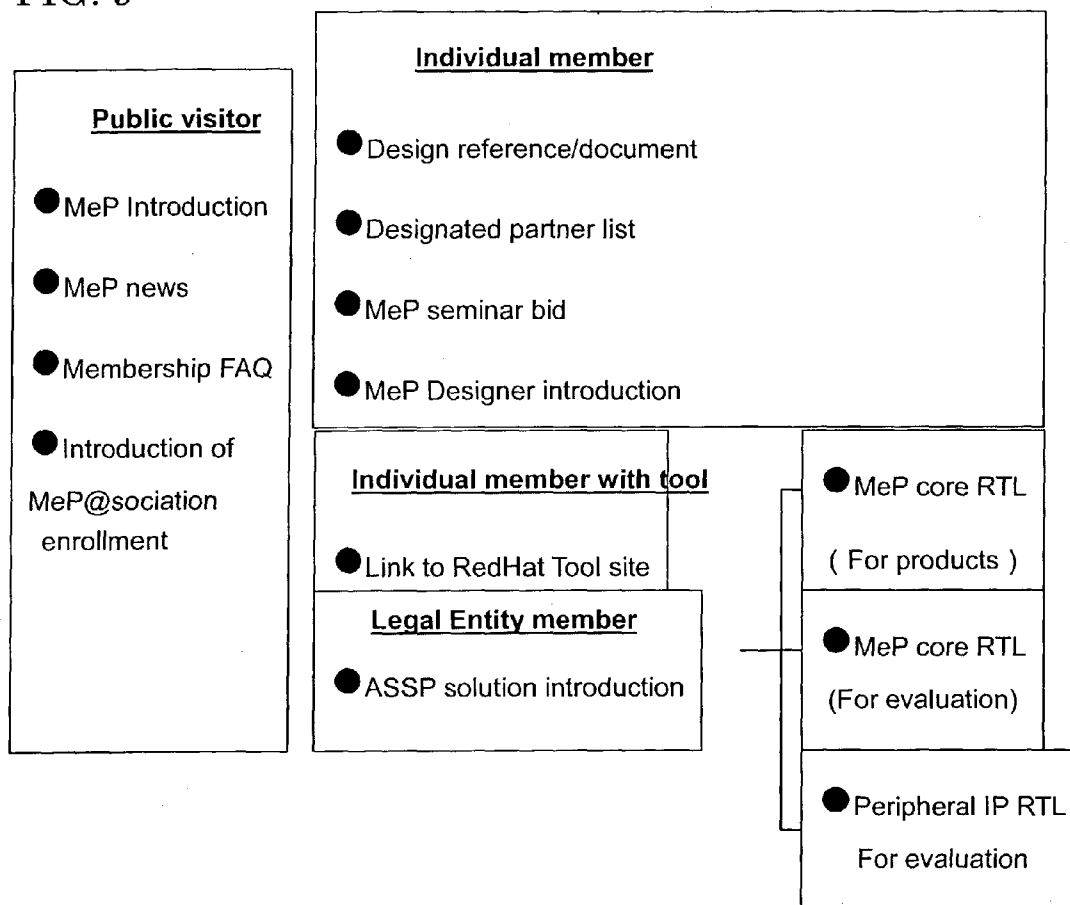 Public visitor
● MeP Introduction
● MeP news
● Membership FAQ
● Introduction of
MeP@sociation
enrollment
Individual member
● Design reference/document
● Designated partner list
● MeP seminar bid
● MeP Designer introduction
Individual member with tool
● Link to RedHat Tool site
Legal Entity member
● ASSP solution introduction
● MeP core RTL
( For products )
● MeP core RTL
(For evaluation)
● Peripheral IP RTL
For evaluation